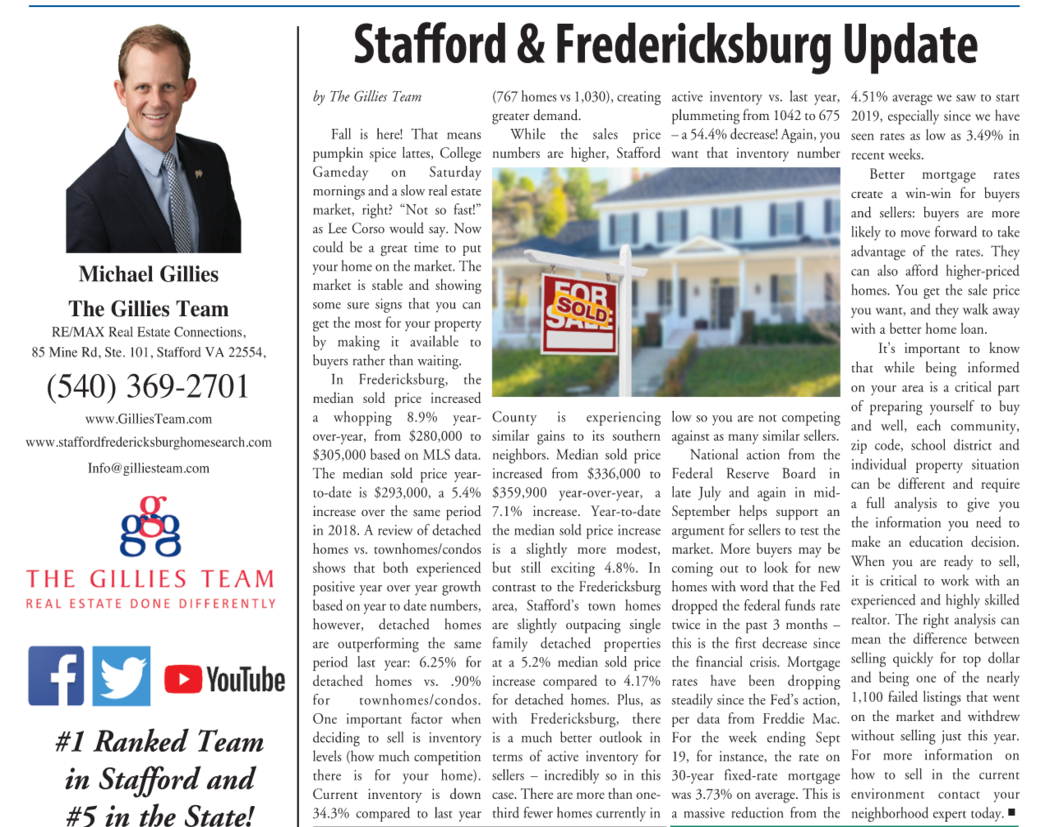 Michael Gillies
The Gillies Team
RE/MAX Real Estate Connections,
85 Mine Rd, Ste. 101, Stafford VA 22554,
(540) 369-2701
www.GilliesTeam.com
www.staffordfredericksburghomesearch.com
Info@gilliesteam.com
ggg
THE GILLIES TEAM
REAL ESTATE DONE DIFFERENTLY
f
YouTube
#1 Ranked Team
in Stafford and
#5 in the State!
Stafford & Fredericksburg Update
by The Gillies Team
Fall is here! That means
pumpkin spice lattes, College
Gameday on Saturday
mornings and a slow real estate
market, right? “Not so fast!”
as Lee Corso would say. Now
could be a great time to put
your home on the market. The
market is stable and showing
some sure signs that you can
get the most for your property
by making it available to
buyers rather than waiting.
In Fredericksburg, the
median sold price increased
a whopping 8.9% year-
over-year, from $280,000 to
$305,000 based on MLS data.
The median sold price year-
to-date is $293,000, a 5.4%
increase over the same period
in 2018. A review of detached
homes vs. townhomes/condos
shows that both experienced
positive year over year growth
based on year to date numbers,
however, detached homes
are outperforming the same
period last year: 6.25% for
detached homes vs. .90%
for townhomes/condos.
One important factor when
deciding to sell is inventory
levels (how much competition
there is for your home).
Current inventory is down
34.3% compared to last year
(767 homes vs 1,030), creating
greater demand.
While the sales price
numbers are higher, Stafford
FOR
SOLD
SALE
County is experiencing
similar gains to its southern
neighbors. Median sold price
increased from $336,000 to
$359,900 year-over-year, a
7.1% increase. Year-to-date
the median sold price increase
is a slightly more modest,
but still exciting 4.8%. In
contrast to the Fredericksburg
area, Stafford’s town homes
are slightly outpacing single
family detached properties
at a 5.2% median sold price
increase compared to 4.17%
for detached homes. Plus, as
with Fredericksburg, there
is a much better outlook in
terms of active inventory for
sellers – incredibly so in this
case. There are more than one-
third fewer homes currently in
active inventory vs. last year,
plummeting from 1042 to 675
– a 54.4% decrease! Again, you
want that inventory number
low so you are not competing
against as many similar sellers.
National action from the
Federal Reserve Board in
late July and again in mid-
September helps support an
argument for sellers to test the
market. More buyers may be
coming out to look for new
homes with word that the Fed
dropped the federal funds rate
twice in the past 3 months –
this is the first decrease since
the financial crisis. Mortgage
rates have been dropping
steadily since the Fed’s action,
per data from Freddie Mac.
For the week ending Sept
19, for instance, the rate on
30-year fixed-rate mortgage
was 3.73% on average. This is
a massive reduction from the
4.51% average we saw to start
2019, especially since we have
seen rates as low as 3.49% in
recent weeks.
Better mortgage rates
create a win-win for buyers
and sellers: buyers are more
likely to move forward to take
advantage of the rates. They
can also afford higher-priced
homes. You get the sale price
you want, and they walk away
with a better home loan.
It’s important to know
that while being informed
on your area is a critical part
of preparing yourself to buy
and well, each community,
zip code, school district and
individual property situation
can be different and require
a full analysis to give you
the information you need to
make an education decision.
When you are ready to sell,
it is critical to work with an
experienced and highly skilled
realtor. The right analysis can
mean the difference between
selling quickly for top dollar
and being one of the nearly
1,100 failed listings that went
on the market and withdrew
without selling just this year.
For more information on
how to sell in the current
environment contact your
neighborhood expert today. ■